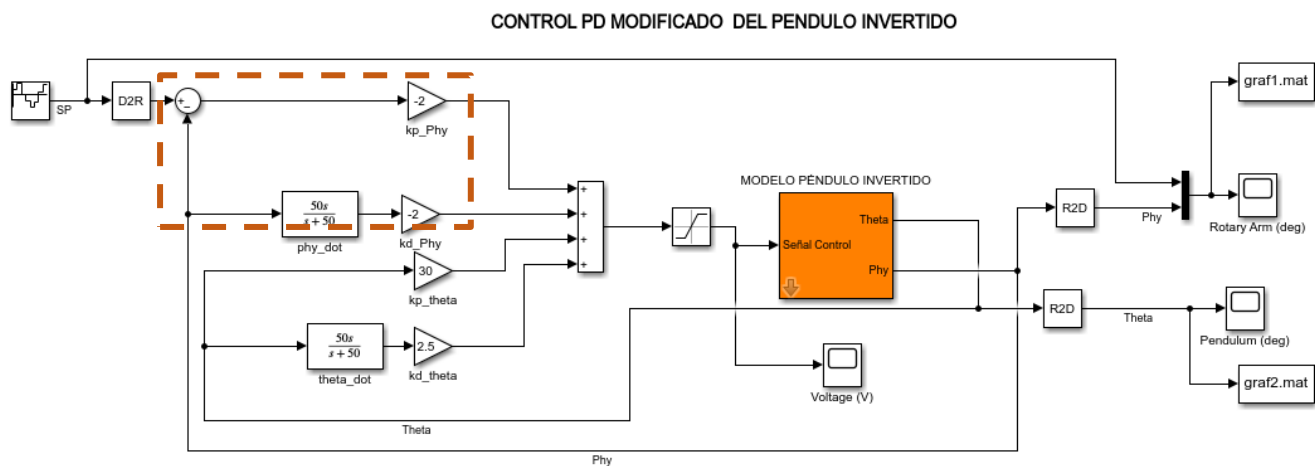 CONTROL PD MODIFICADO DEL PENDULO INVERTIDO
SP
D2R
+
-
-2
kp_Phy
50s
s + 50
phy_dot
-2
kd_Phy
30
kp_theta
50s
s + 50
theta_dot
2.5
kd_theta
+
+
+
+
MODELO PÉNDULO INVERTIDO
Señal Control
Theta
Phy
Voltage (V)
R2D
Phy
graf1.mat
Rotary Arm (deg)
R2D
Theta
Pendulum (deg)
graf2.mat
Theta
Phy